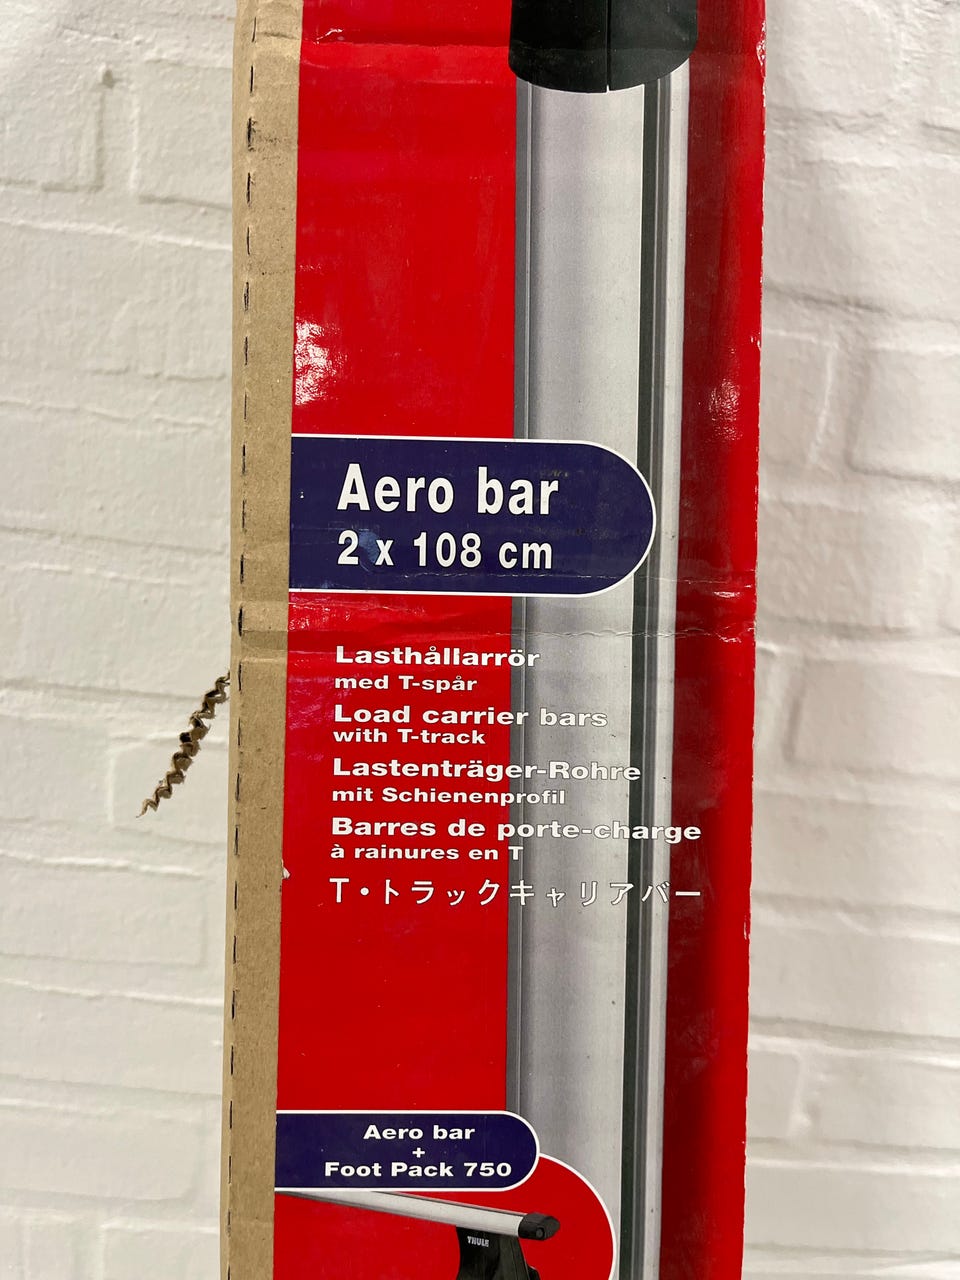 Aero bar
2 x 108 cm
Lasthållarrör
med T-spår
Load carrier bars
with T-track
Lastenträger-Rohre
mit Schienenprofil
Barres de porte-charge
à rainures en T
T・トラックキャリアバー
Aero bar
+
Foot Pack 750
THULE